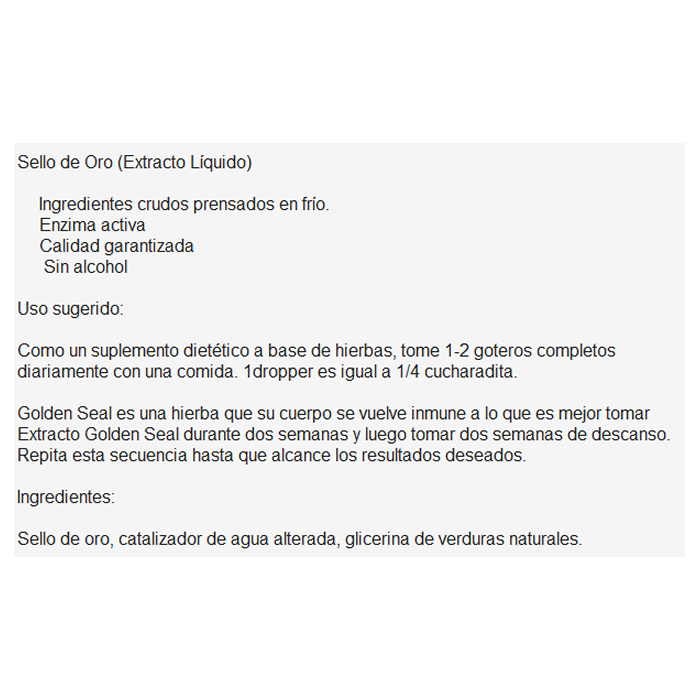 Sello de Oro (Extracto Líquido)
Ingredientes crudos prensados en frío.
Enzima activa
Calidad garantizada
Sin alcohol
Uso sugerido:
Como un suplemento dietético a base de hierbas, tome 1-2 goteros completos
diariamente con una comida. 1dropper es igual a 1/4 cucharadita.
Golden Seal es una hierba que su cuerpo se vuelve inmune a lo que es mejor tomar
Extracto Golden Seal durante dos semanas y luego tomar dos semanas de descanso.
Repita esta secuencia hasta que alcance los resultados deseados.
Ingredientes:
Sello de oro, catalizador de agua alterada, glicerina de verduras naturales.